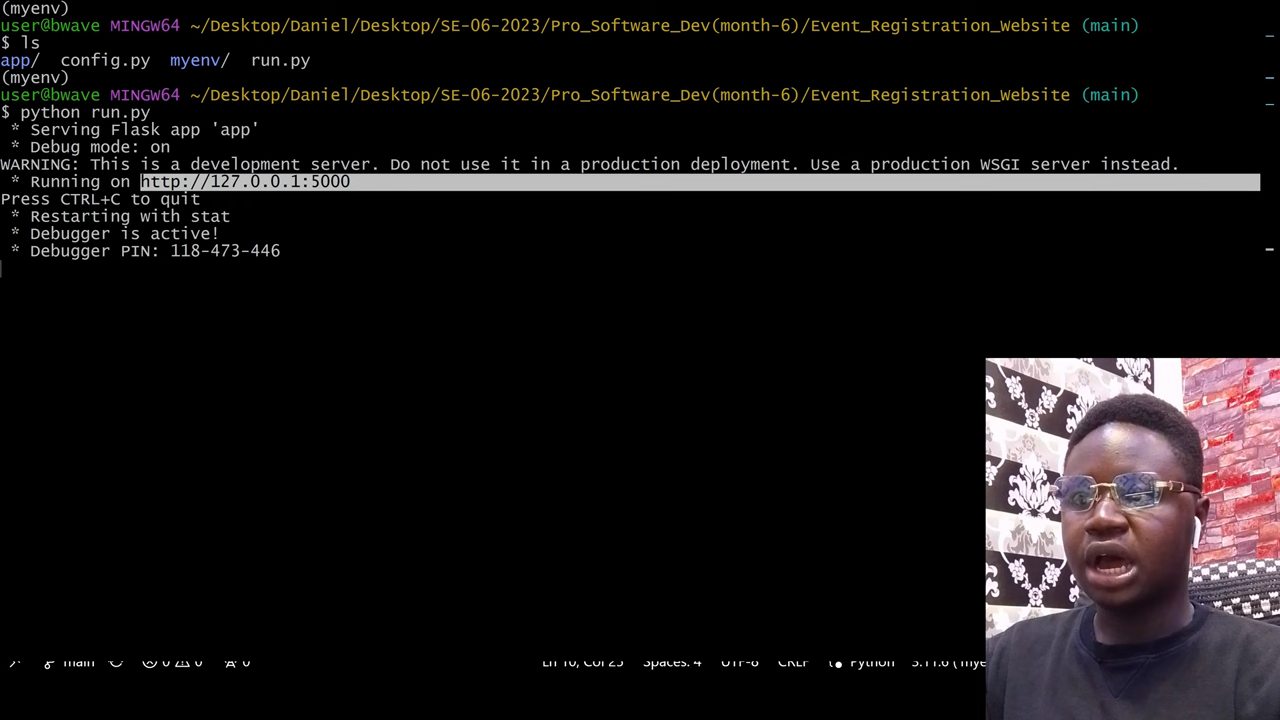 (myenv)
user@bwave MINGW64 ~/Desktop/Daniel/Desktop/SE-06-2023/Pro_Software_Dev(month-6)/Event_Registration_Website (main)
$ ls
app/  config.py  myenv/  run.py
(myenv)
user@bwave MINGW64 ~/Desktop/Daniel/Desktop/SE-06-2023/Pro_Software_Dev(month-6)/Event_Registration_Website (main)
$ python run.py
 * Serving Flask app 'app'
 * Debug mode: on
WARNING: This is a development server. Do not use it in a production deployment. Use a production WSGI server instead.
 * Running on http://127.0.0.1:5000
Press CTRL+C to quit
 * Restarting with stat
 * Debugger is active!
 * Debugger PIN: 118-473-446
main 0 0 0 Ln 10, Col 25 Spaces: 4 UTF-8 CRLF Python 3.11.6 (mye